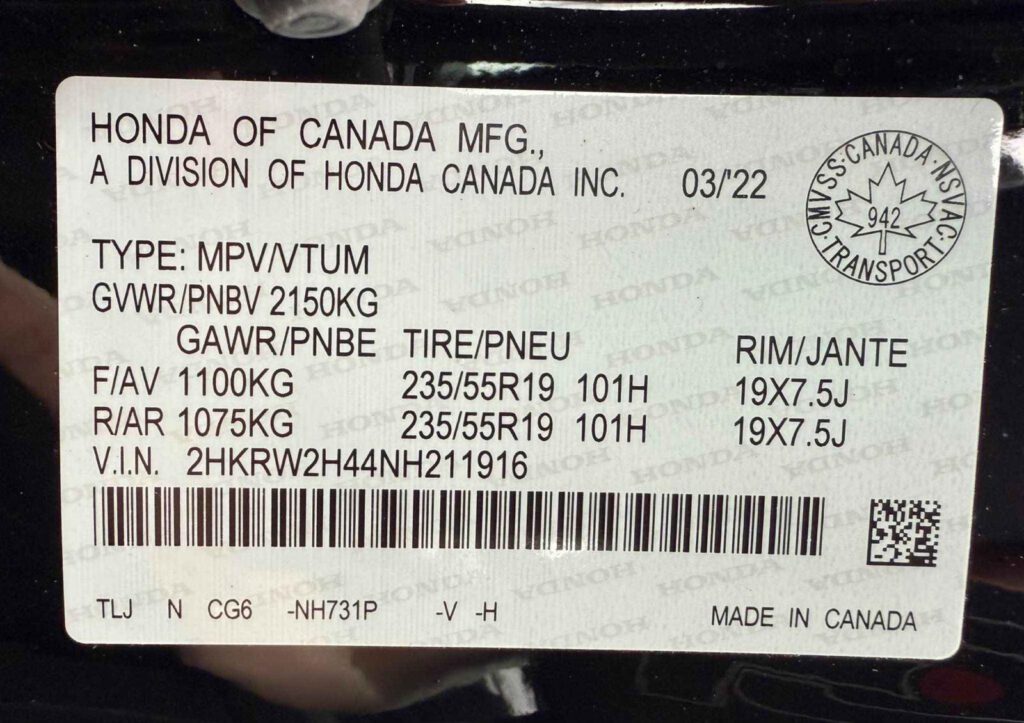 HONDA OF CANADA MFG.,
A DIVISION OF HONDA CANADA INC. 03/'22
CMVSS·CANADA·NSVAC·TRANSPORT·
942
TYPE: MPV/VTUM
GVWR/PNBV 2150KG
GAWR/PNBE TIRE/PNEU RIM/JANTE
F/AV 1100KG 235/55R19 101H 19X7.5J
R/AR 1075KG 235/55R19 101H 19X7.5J
V.I.N. 2HKRW2H44NH211916
TLJ N CG6 -NH731P -V -H MADE IN CANADA